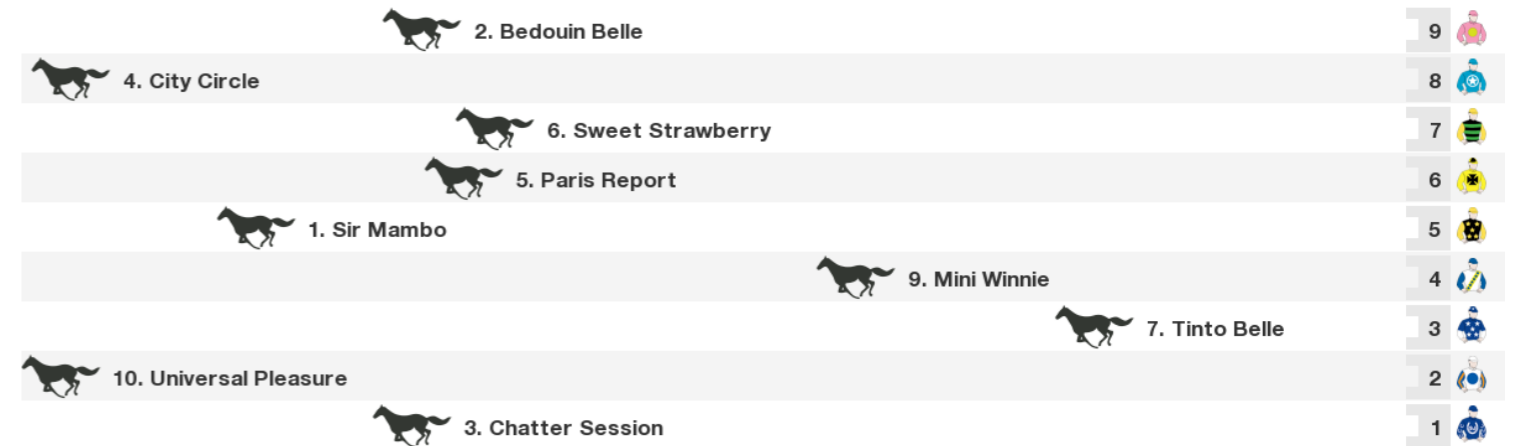 2. Bedouin Belle 9
4. City Circle 8
6. Sweet Strawberry 7
5. Paris Report 6
1. Sir Mambo 5
9. Mini Winnie 4
7. Tinto Belle 3
10. Universal Pleasure 2
3. Chatter Session 1